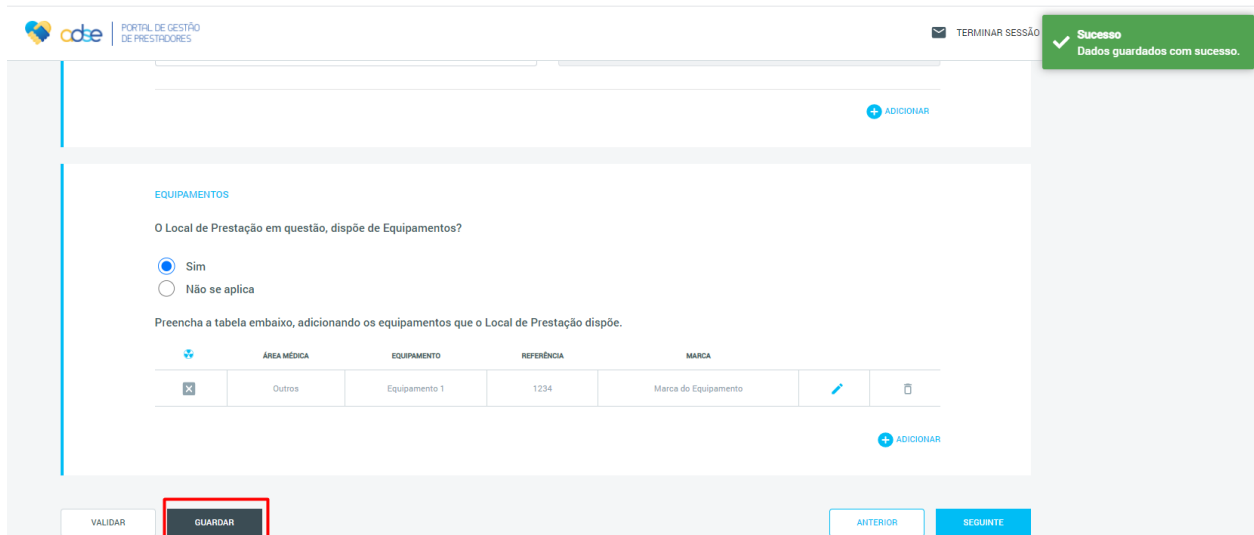 adse
PORTAL DE GESTÃO
DE PRESTADORES
TERMINAR SESSÃO
Sucesso
Dados guardados com sucesso.
ADICIONAR
EQUIPAMENTOS
O Local de Prestação em questão, dispõe de Equipamentos?
Sim
Não se aplica
Preencha a tabela embaixo, adicionando os equipamentos que o Local de Prestação dispõe.
ÁREA MÉDICA EQUIPAMENTO REFERÊNCIA MARCA
Outros Equipamento 1 1234 Marca do Equipamento
ADICIONAR
VALIDAR GUARDAR ANTERIOR SEGUINTE